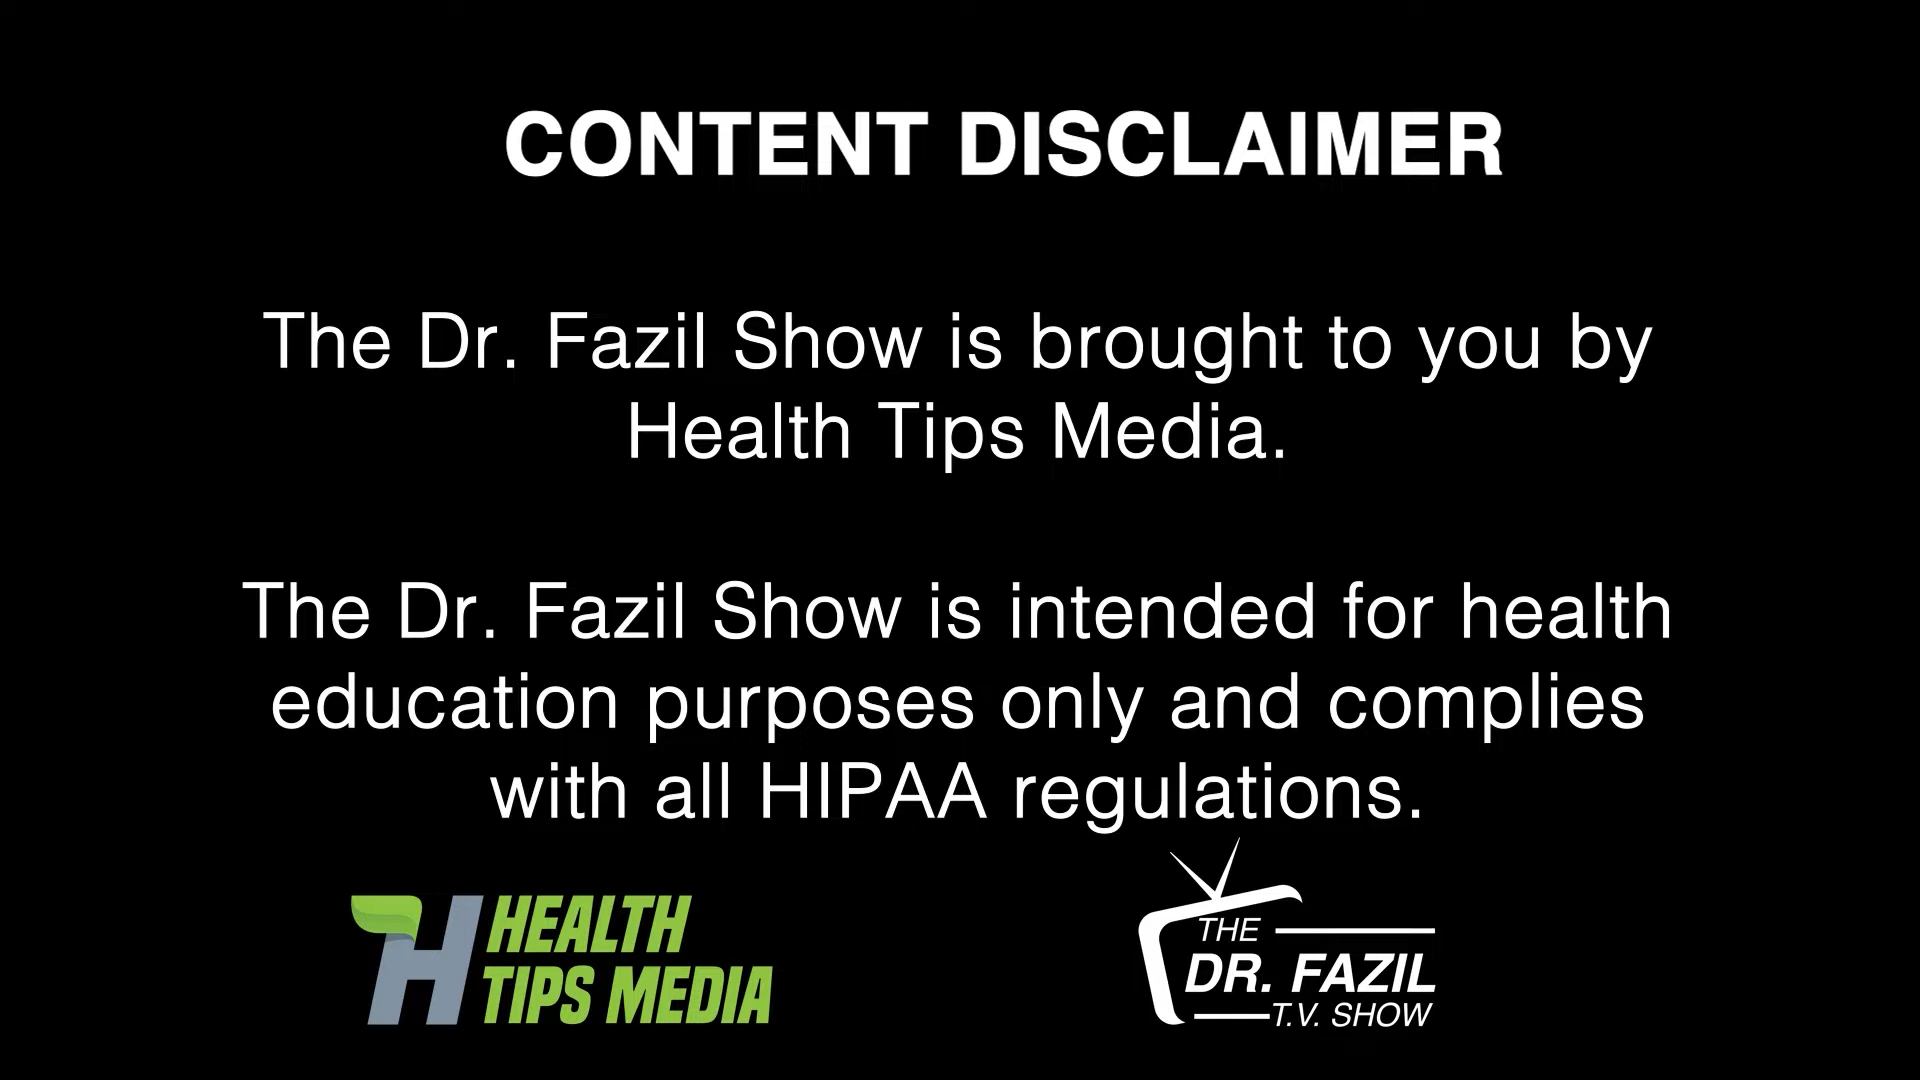 CONTENT DISCLAIMER
The Dr. Fazil Show is brought to you by
Health Tips Media.
The Dr. Fazil Show is intended for health
education purposes only and complies
with all HIPAA regulations.
HEALTH
TIPS MEDIA
THE
DR. FAZIL
T.V. SHOW